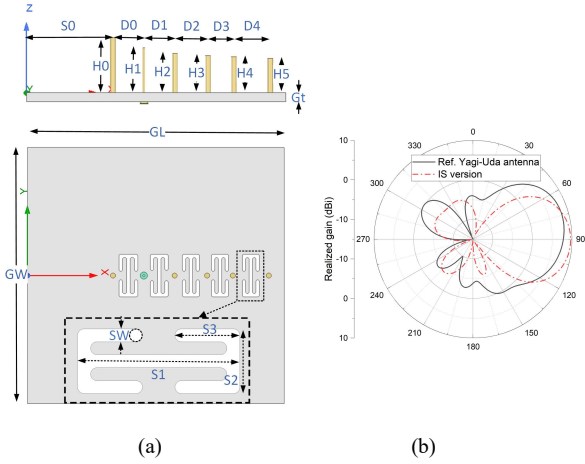 Z
S0
D0 D1 D2 D3 D4
H0
H1
H2
H3
H4
H5
Y
Gt
GL
GW
Y
X
SW
S3
S1
S2
(a)
Realized gain (dBi)
10
0
-10
-10
0
10
0
30
60
90
120
150
180
210
240
270
300
330
Ref. Yagi-Uda antenna
IS version
(b)